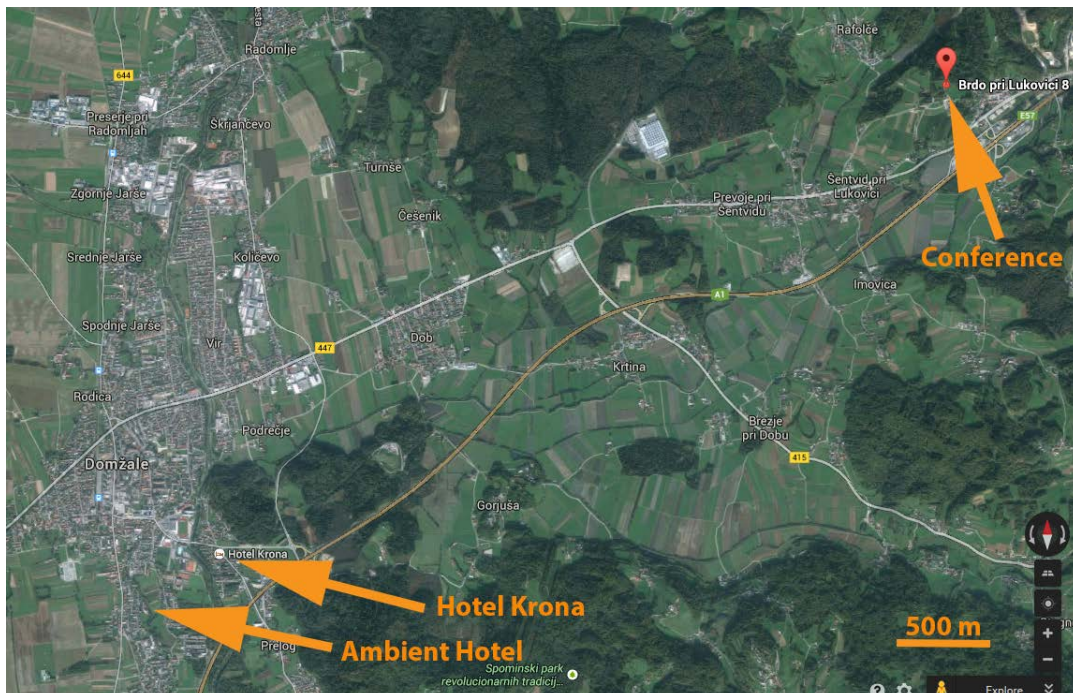 Rafolče
Radomlje
644
Brdo pri Lukovici 8
E57
Preserje pri
Radomljah
Škrjančevo
Turnše
Šentvid pri
Lukovici
Zgornje Jarše
Prevoje pri
Šentvidu
Češenik
Srednje Jarše
Količevo
Conference
Imovica
A1
Spodnje Jarše
Vir
Dob
447
Krtina
Rodica
Brezje
pri Dobu
Podrečje
415
Domžale
Gorjuša
Hotel Krona
Hotel Krona
500 m
Prelog
Ambient Hotel
Spominski park
revolucionarnih tradicij...
Explore